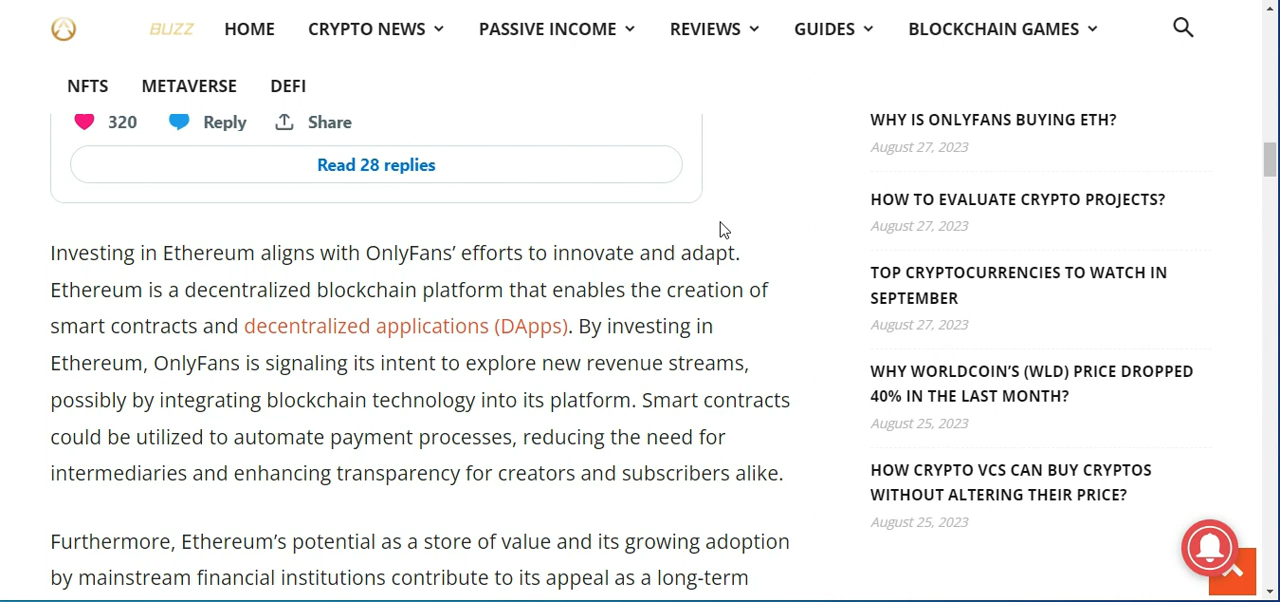 BUZZ HOME CRYPTO NEWS PASSIVE INCOME REVIEWS GUIDES BLOCKCHAIN GAMES
NFTS METAVERSE DEFI
320 Reply Share
Read 28 replies
Investing in Ethereum aligns with OnlyFans’ efforts to innovate and adapt.
Ethereum is a decentralized blockchain platform that enables the creation of
smart contracts and decentralized applications (DApps). By investing in
Ethereum, OnlyFans is signaling its intent to explore new revenue streams,
possibly by integrating blockchain technology into its platform. Smart contracts
could be utilized to automate payment processes, reducing the need for
intermediaries and enhancing transparency for creators and subscribers alike.
Furthermore, Ethereum’s potential as a store of value and its growing adoption
by mainstream financial institutions contribute to its appeal as a long-term
WHY IS ONLYFANS BUYING ETH?
August 27, 2023
HOW TO EVALUATE CRYPTO PROJECTS?
August 27, 2023
TOP CRYPTOCURRENCIES TO WATCH IN
SEPTEMBER
August 27, 2023
WHY WORLDCOIN’S (WLD) PRICE DROPPED
40% IN THE LAST MONTH?
August 25, 2023
HOW CRYPTO VCS CAN BUY CRYPTOS
WITHOUT ALTERING THEIR PRICE?
August 25, 2023